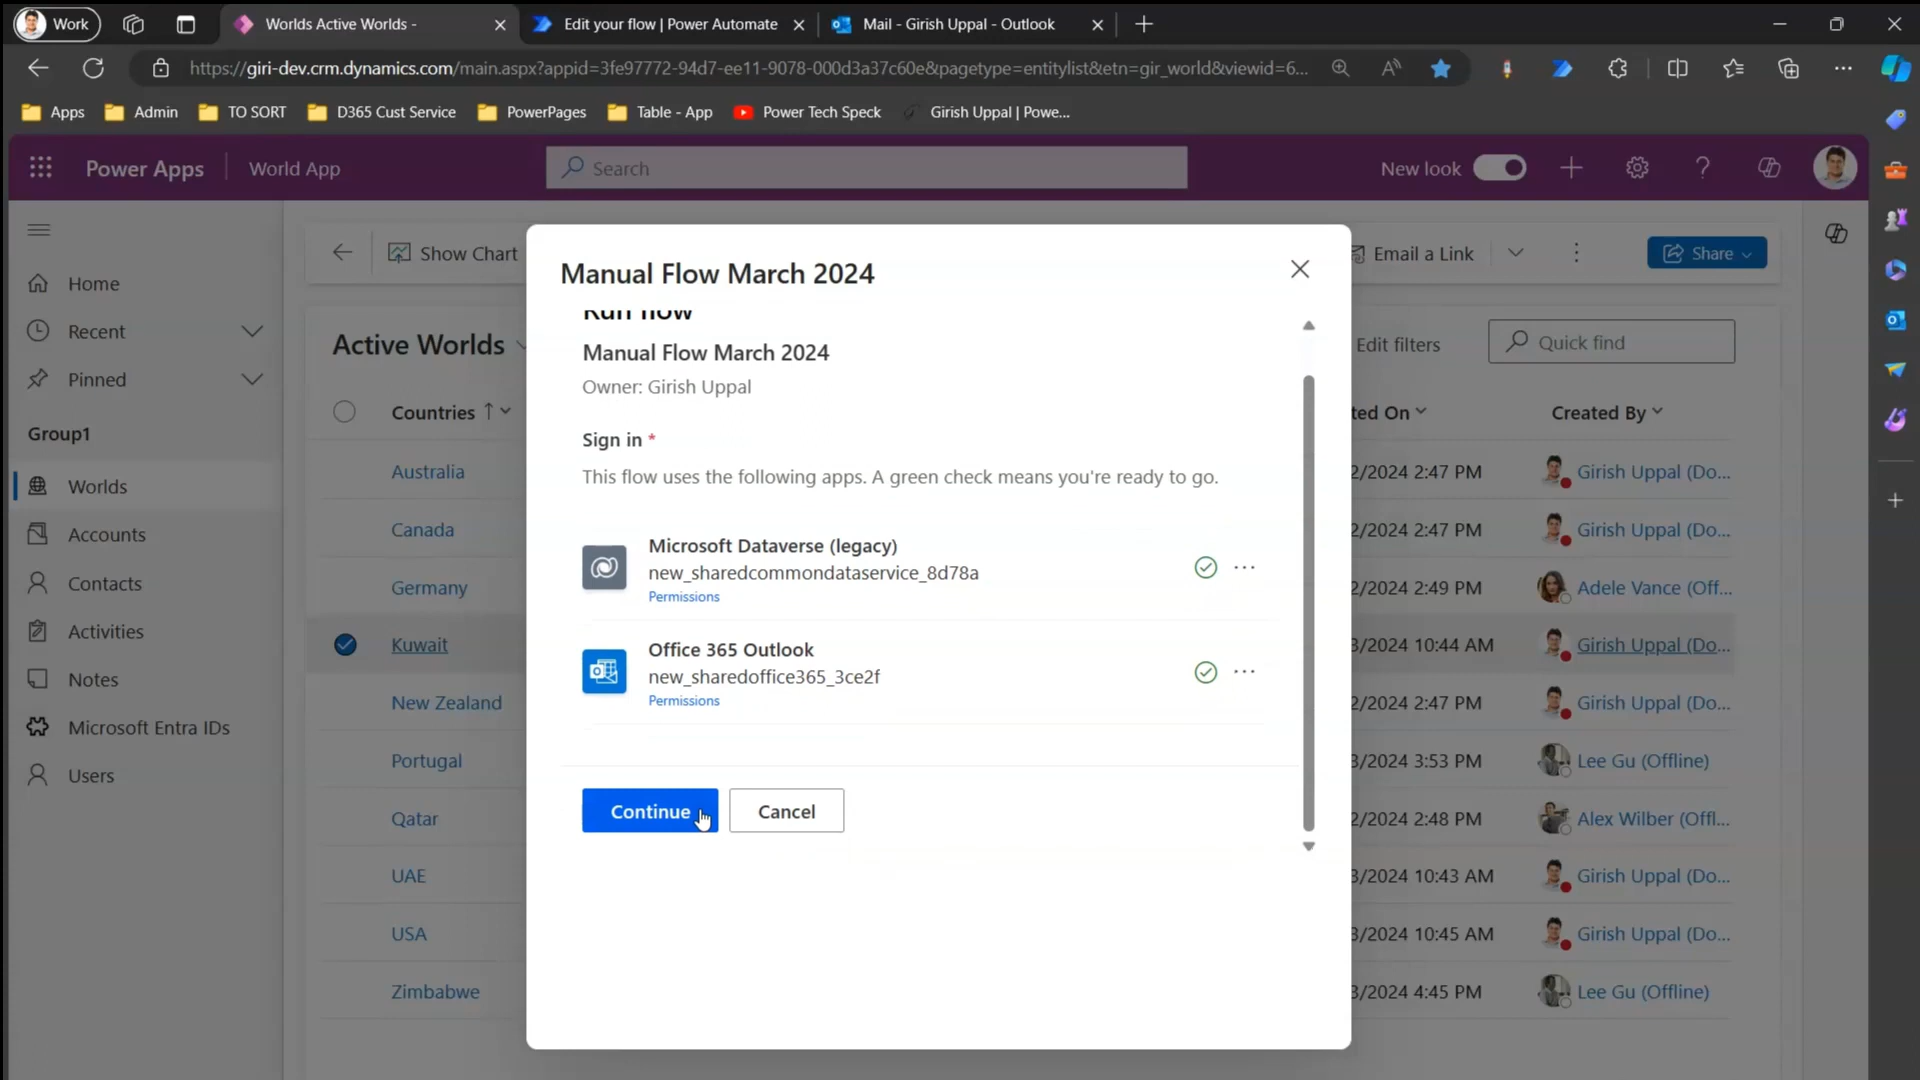 Work
Worlds Active Worlds -
Edit your flow | Power Automate
Mail - Girish Uppal - Outlook
https://giri-dev.crm.dynamics.com/main.aspx?appid=3fe97772-94d7-ee11-9078-000d3a37c60e&pagetype=entitylist&etn=gir_world&viewid=6...
Apps
Admin
TO SORT
D365 Cust Service
PowerPages
Table - App
Power Tech Speck
Girish Uppal | Powe...
Power Apps
World App
Search
New look
Show Chart
Email a Link
Share
Home
Recent
Pinned
Group1
Worlds
Accounts
Contacts
Activities
Notes
Microsoft Entra IDs
Users
Active Worlds
Edit filters
Quick find
Countries
ted On
Created By
Australia
2/2024 2:47 PM
Girish Uppal (Do...
Canada
2/2024 2:47 PM
Girish Uppal (Do...
Germany
2/2024 2:49 PM
Adele Vance (Off...
Kuwait
3/2024 10:44 AM
Girish Uppal (Do...
New Zealand
2/2024 2:47 PM
Girish Uppal (Do...
Portugal
3/2024 3:53 PM
Lee Gu (Offline)
Qatar
2/2024 2:48 PM
Alex Wilber (Offl...
UAE
3/2024 10:43 AM
Girish Uppal (Do...
USA
3/2024 10:45 AM
Girish Uppal (Do...
Zimbabwe
3/2024 4:45 PM
Lee Gu (Offline)
Manual Flow March 2024
Run flow
Manual Flow March 2024
Owner: Girish Uppal
Sign in *
This flow uses the following apps. A green check means you're ready to go.
Microsoft Dataverse (legacy)
new_sharedcommondataservice_8d78a
Permissions
Office 365 Outlook
new_sharedoffice365_3ce2f
Permissions
Continue
Cancel